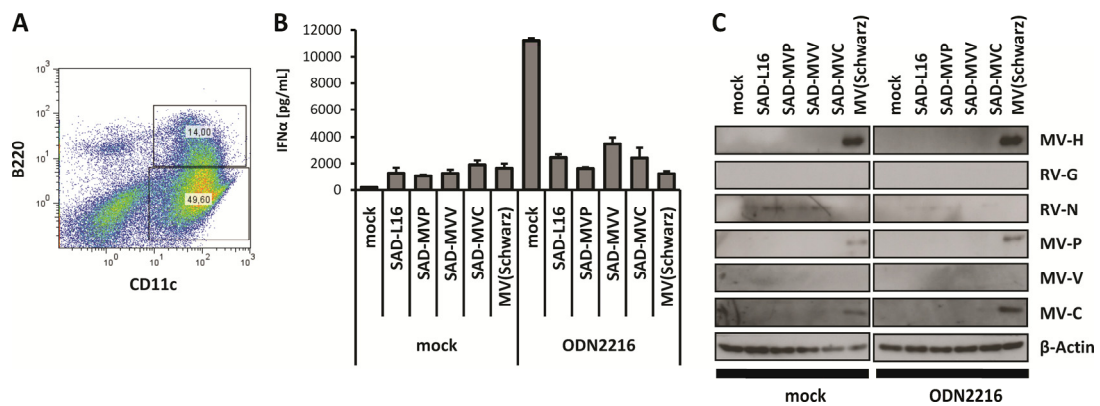 A
B220
10³
10²
10¹
10⁰
14,00
49,60
10⁰
10¹
10²
10³
CD11c
B
IFNα [pg/mL]
12000
10000
8000
6000
4000
2000
0
mock
SAD-L16
SAD-MVP
SAD-MVV
SAD-MVC
MV(Schwarz)
mock
SAD-L16
SAD-MVP
SAD-MVV
SAD-MVC
MV(Schwarz)
mock
ODN2216
C
mock
SAD-L16
SAD-MVP
SAD-MVV
SAD-MVC
MV(Schwarz)
mock
SAD-L16
SAD-MVP
SAD-MVV
SAD-MVC
MV(Schwarz)
MV-H
RV-G
RV-N
MV-P
MV-V
MV-C
β-Actin
mock
ODN2216